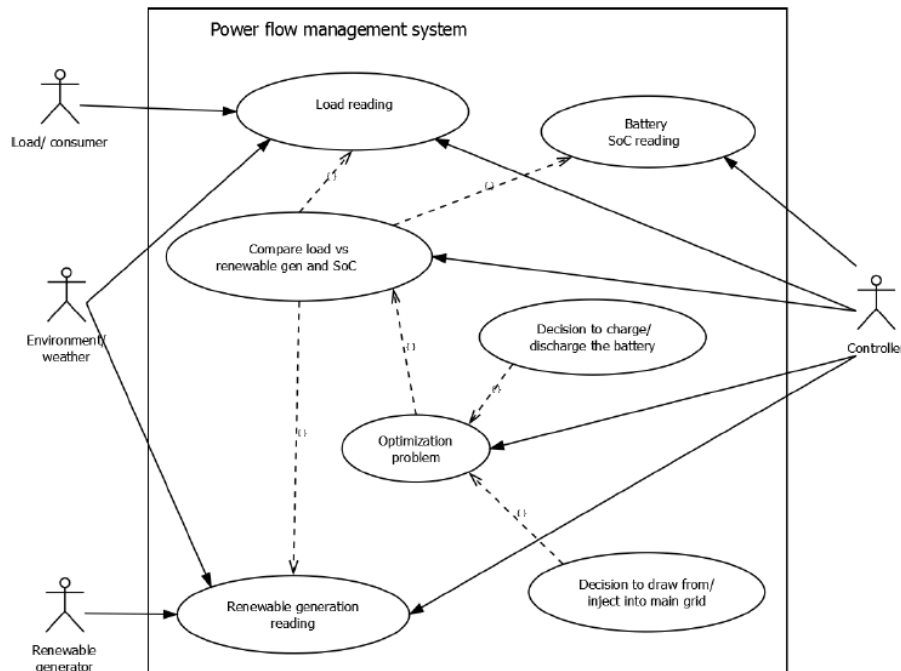 Power flow management system
Load reading
Load/ consumer
Battery
SoC reading
{ }
{ }
Compare load vs
renewable gen and SoC
Environment/
weather
Decision to charge/
discharge the battery
Controller
{ }
{ }
Optimization
problem
{ }
{ }
Renewable generation
reading
Decision to draw from/
inject into main grid
Renewable
generator